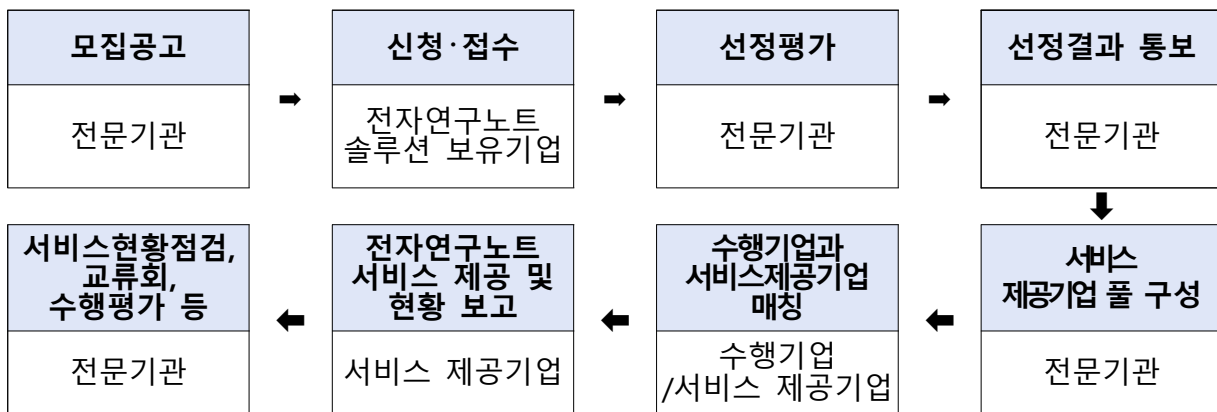 모집공고
전문기관
➡
신청·접수
전자연구노트
솔루션 보유기업
➡
선정평가
전문기관
➡
선정결과 통보
전문기관
⬇
서비스
제공기업 풀 구성
전문기관
⬅
수행기업과
서비스제공기업
매칭
수행기업
/서비스 제공기업
⬅
전자연구노트
서비스 제공 및
현황 보고
서비스 제공기업
⬅
서비스현황점검,
교류회,
수행평가 등
전문기관